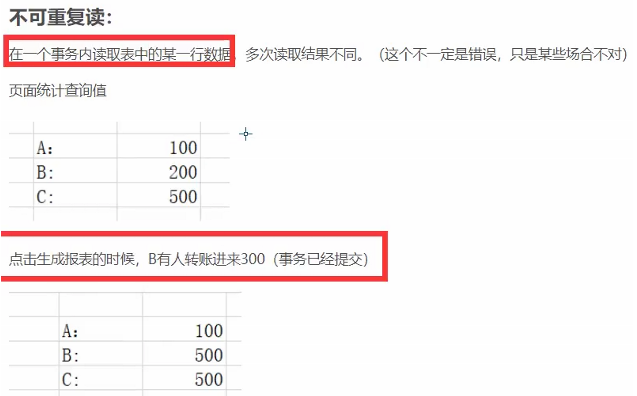 不可重复读：
在一个事务内读取表中的某一行数据，多次读取结果不同。（这个不一定是错误，只是某些场合不对）
页面统计查询值
A: 100
B: 200
C: 500
点击生成报表的时候，B有人转账进来300（事务已经提交）
A: 100
B: 500
C: 500